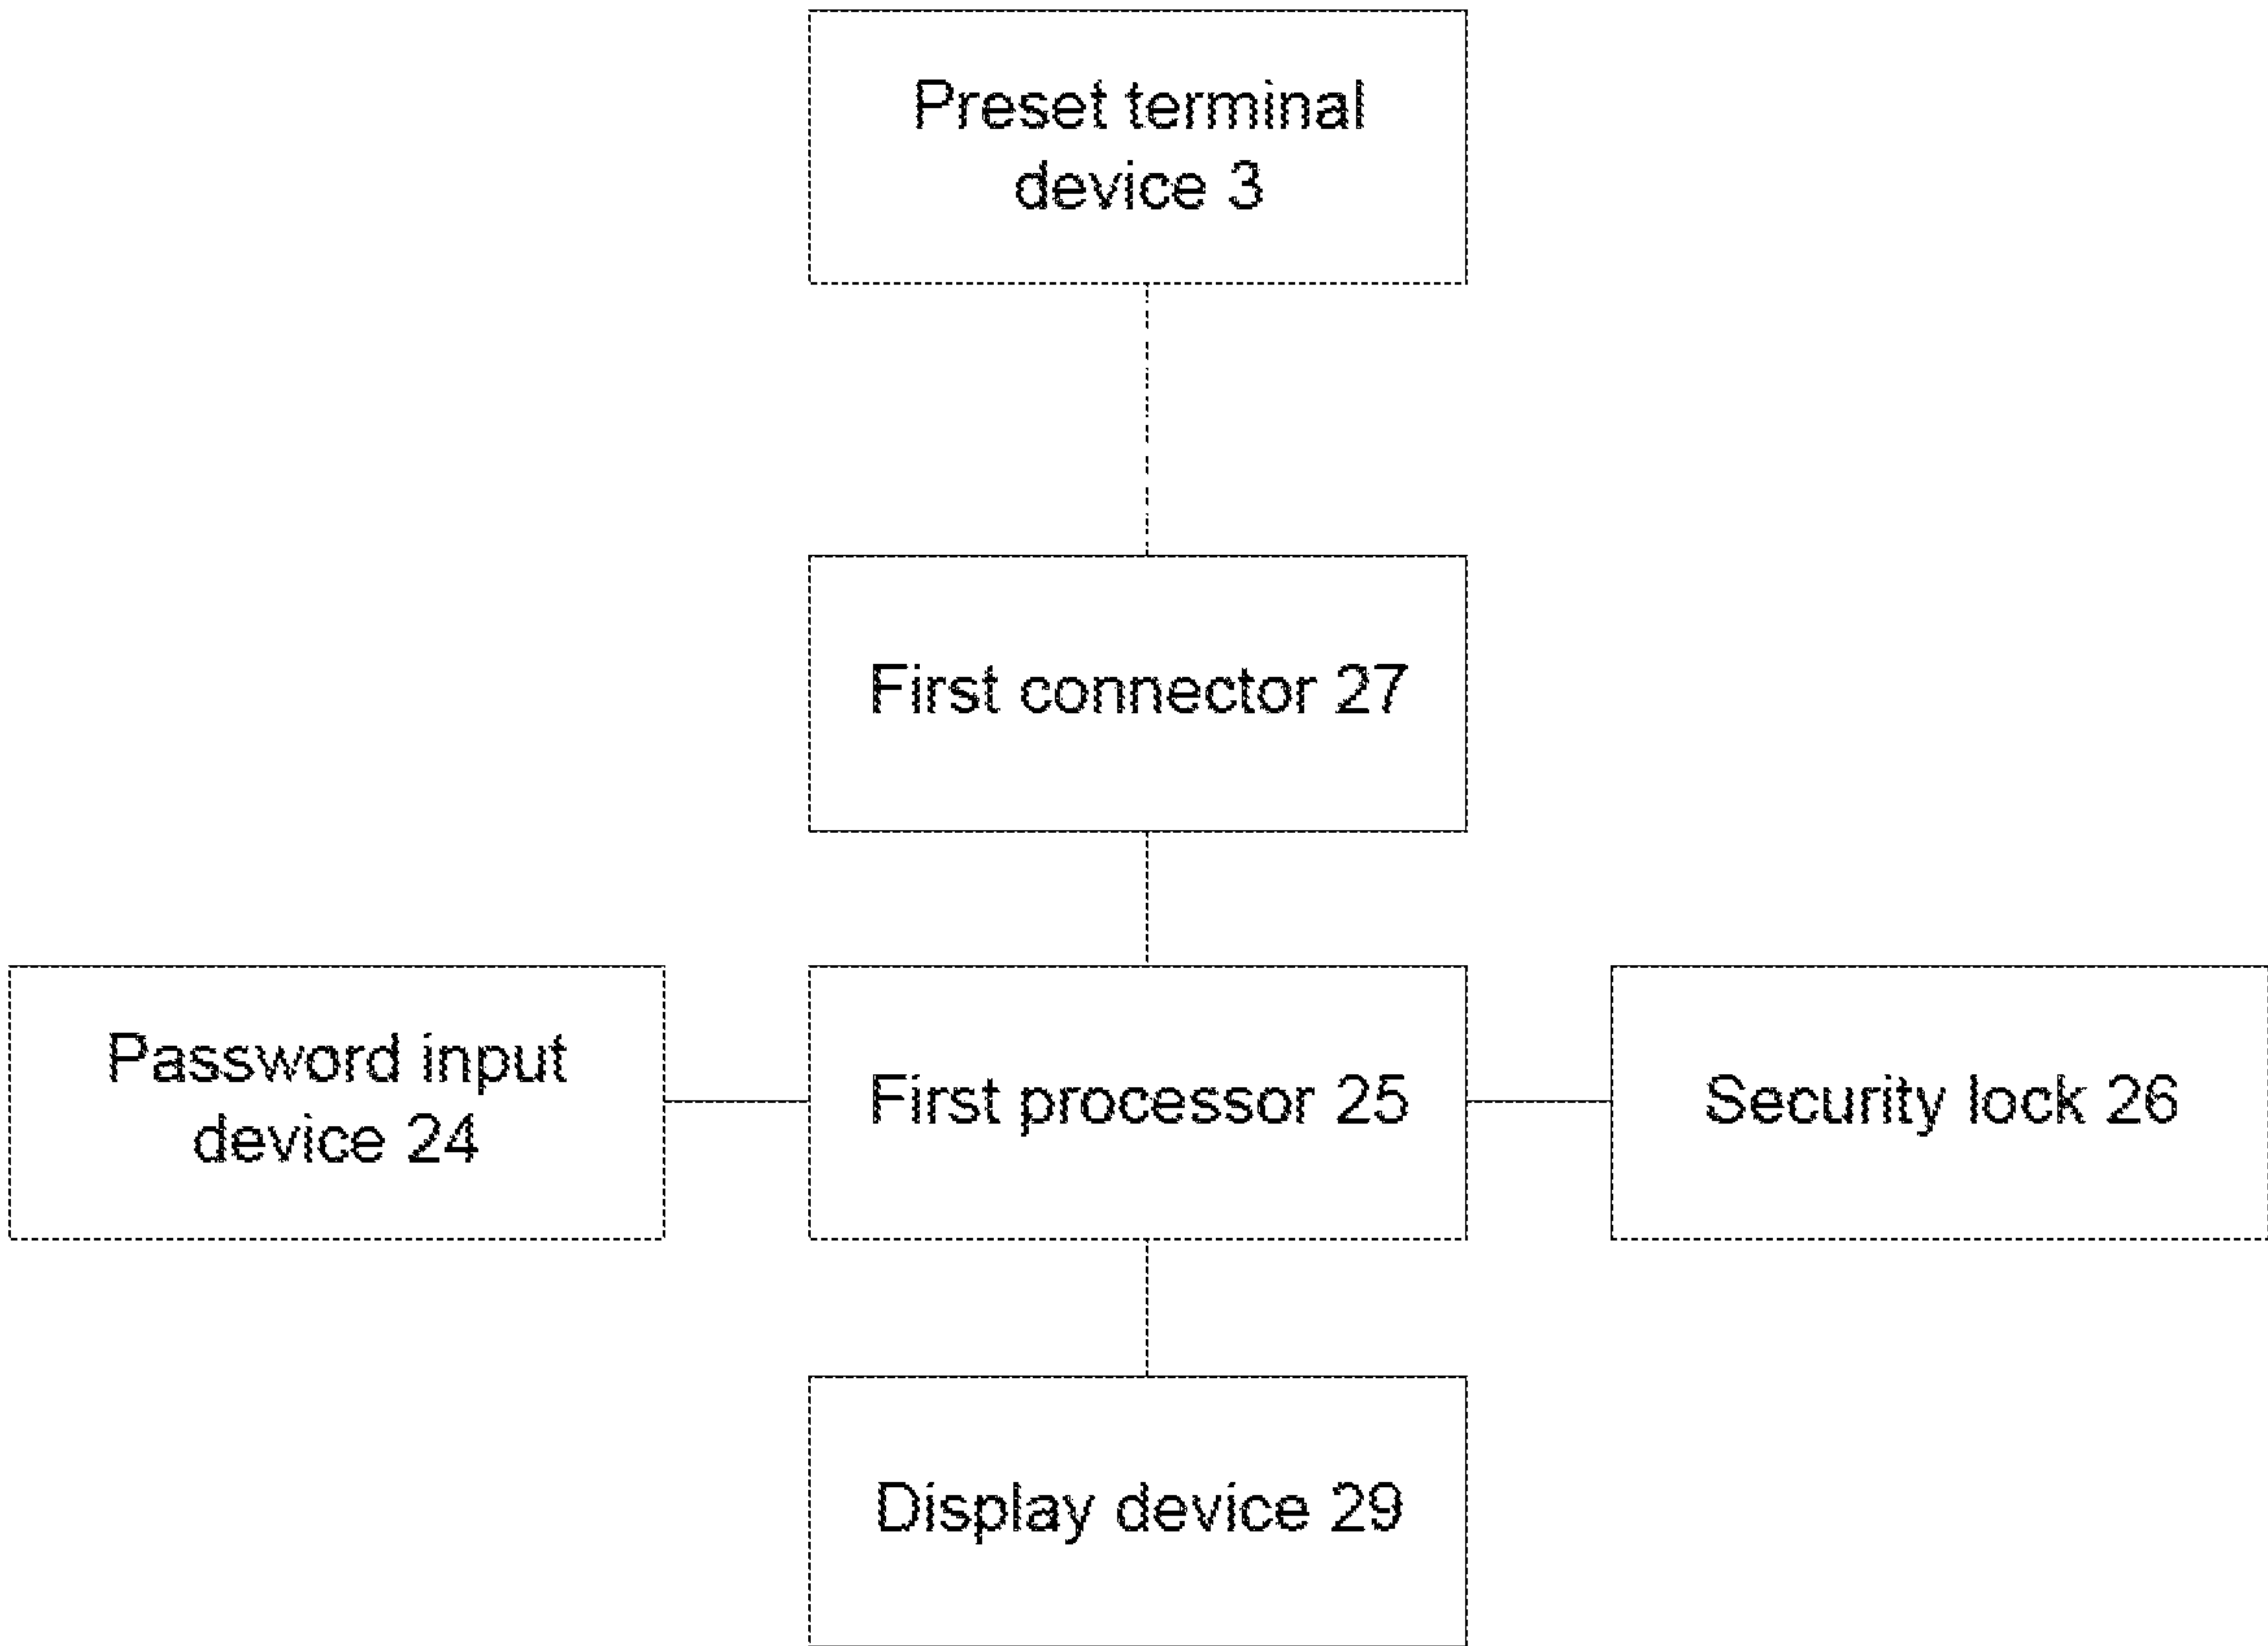 Preset terminal
device 3
First connector 27
Password input
device 24
First processor 25
Security lock 26
Display device 29